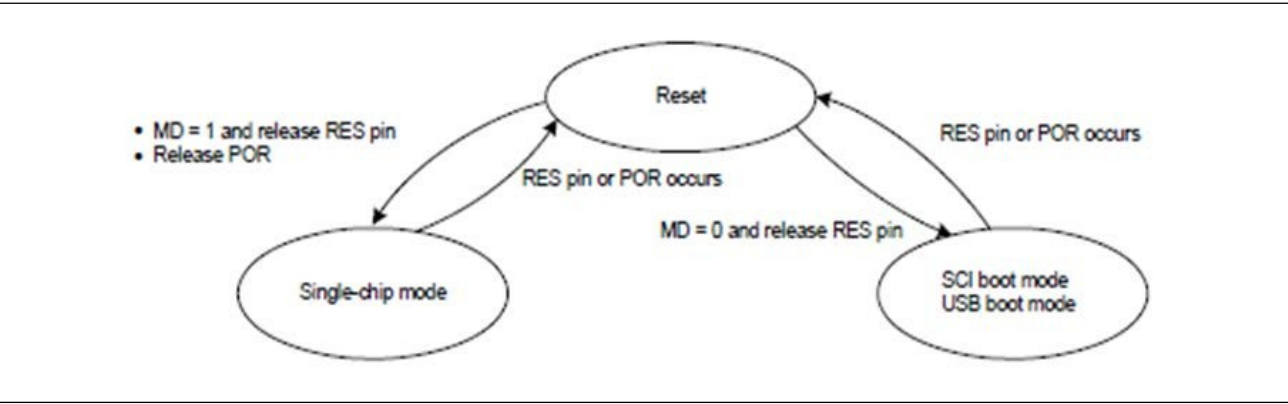 Reset
• MD = 1 and release RES pin
• Release POR
RES pin or POR occurs
RES pin or POR occurs
MD = 0 and release RES pin
Single-chip mode
SCI boot mode
USB boot mode